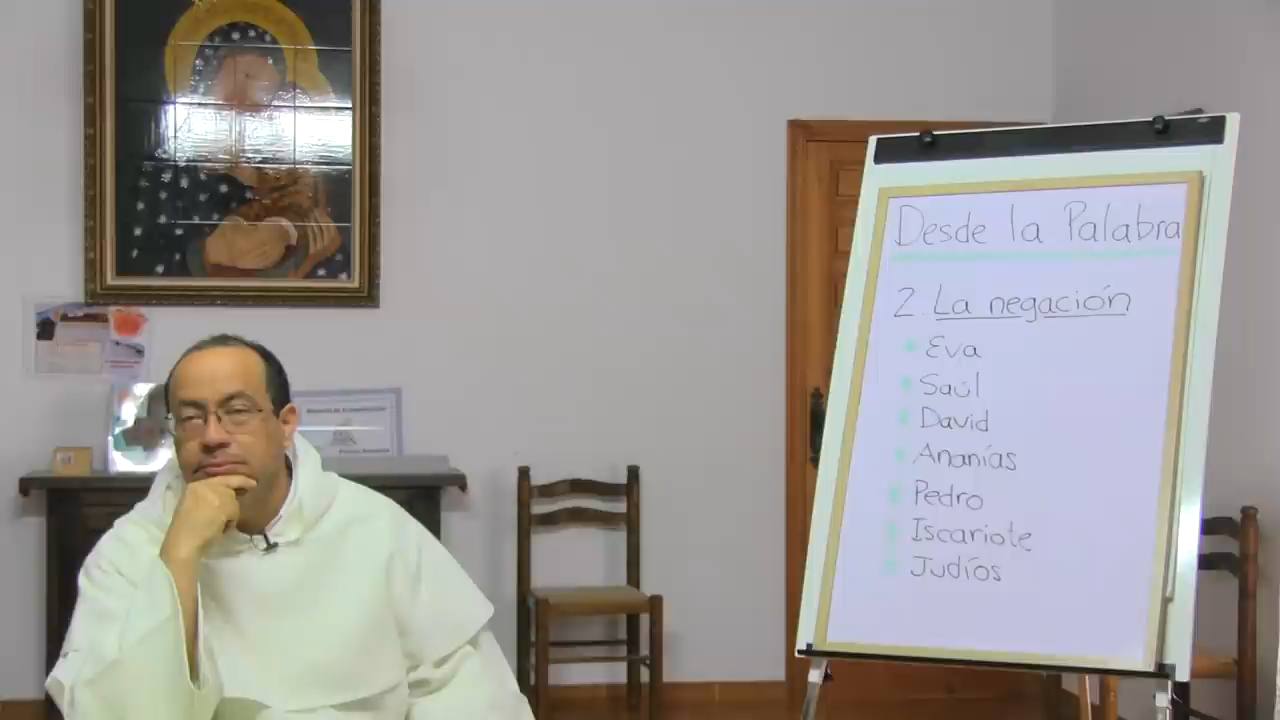 Desde la Palabra
2. La negación
Eva
Saúl
David
Ananías
Pedro
Iscariote
Judíos